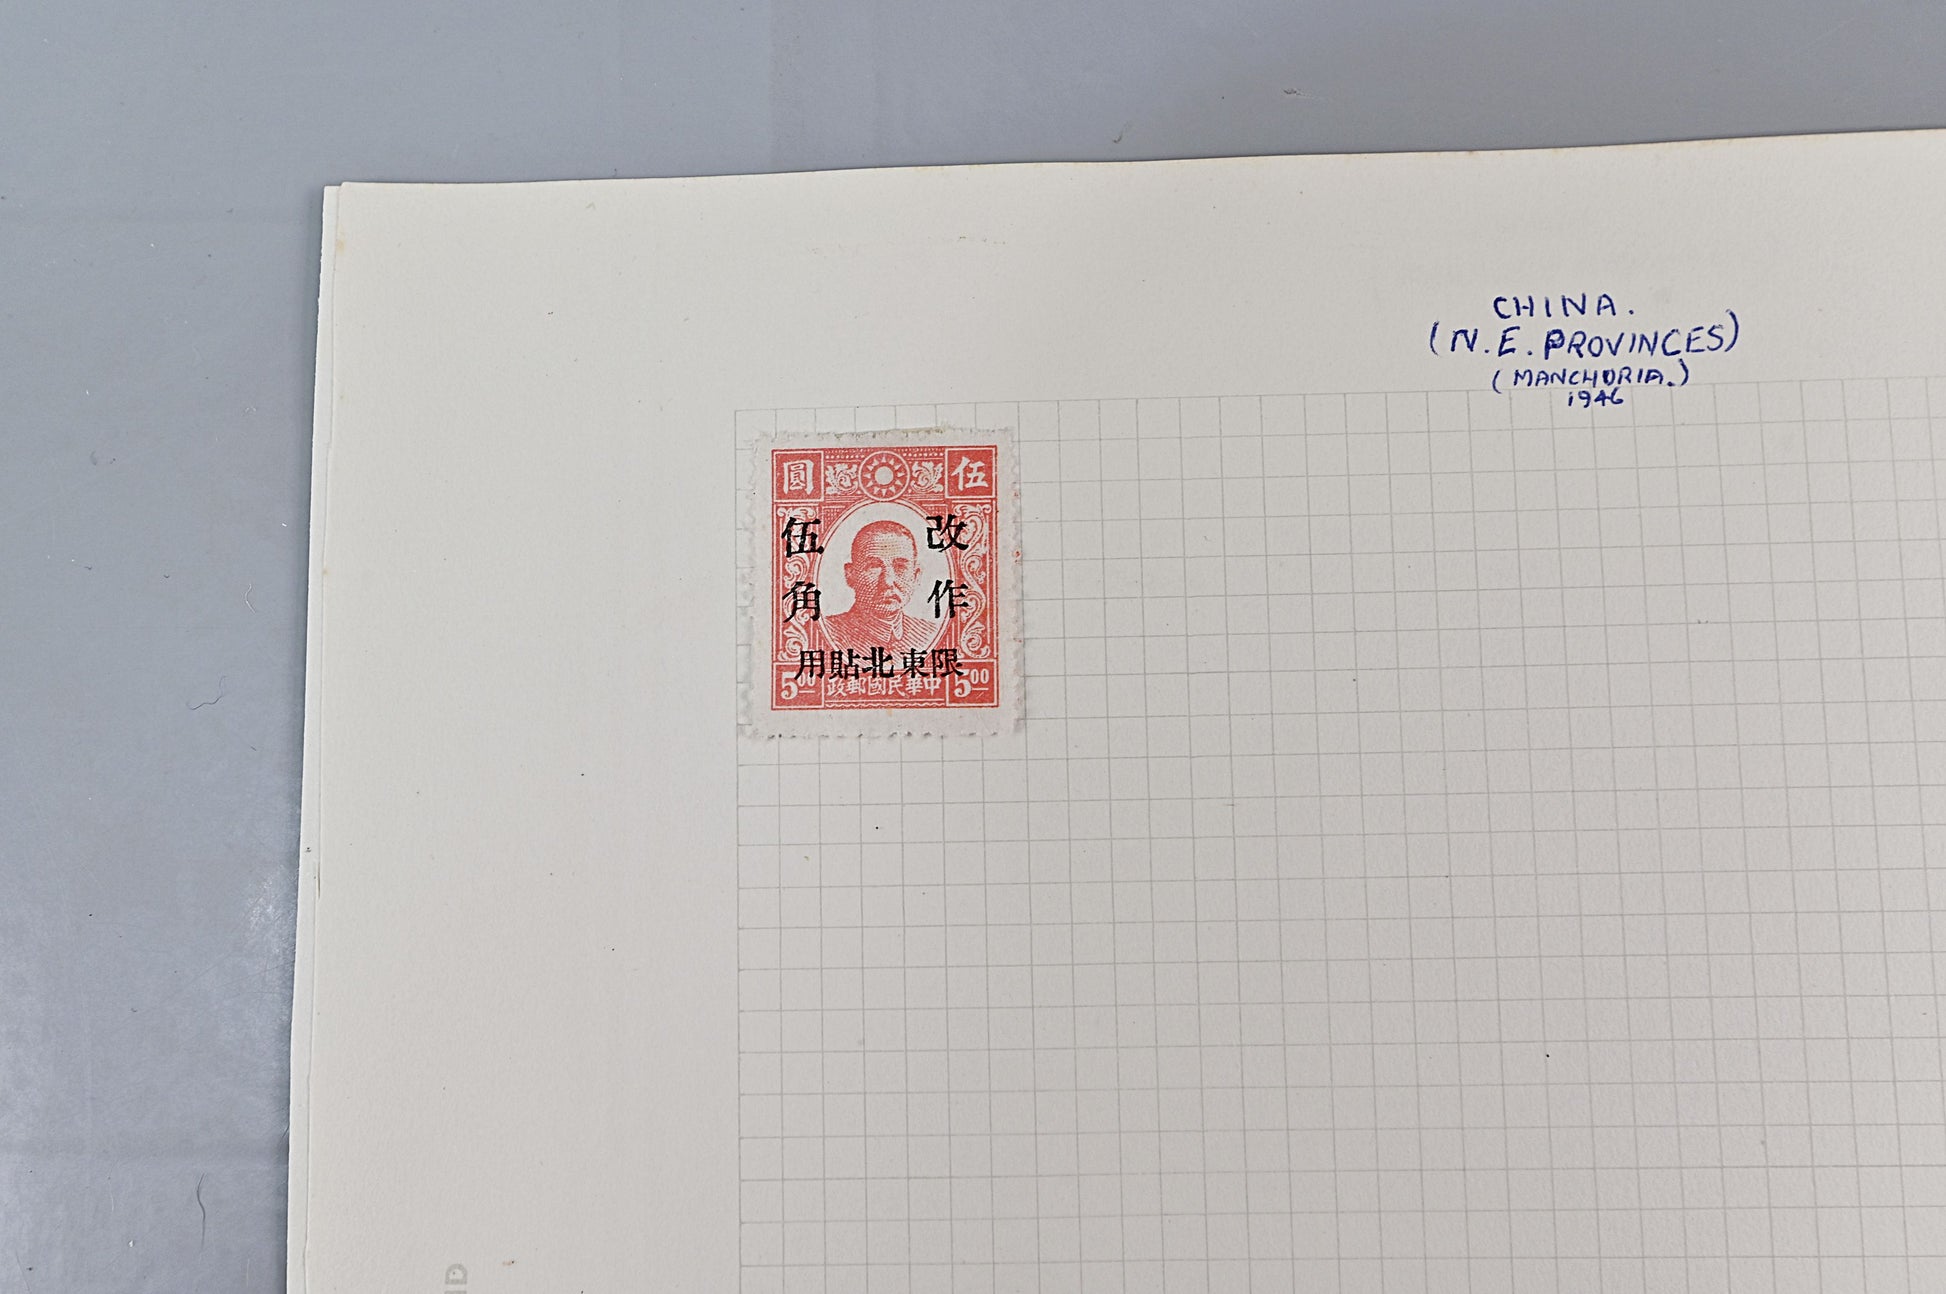 CHINA.
(N.E. PROVINCES)
(MANCHURIA.)
1946
伍圓
改作
伍角
限東北貼用
5.00 中華民國郵政 5.00